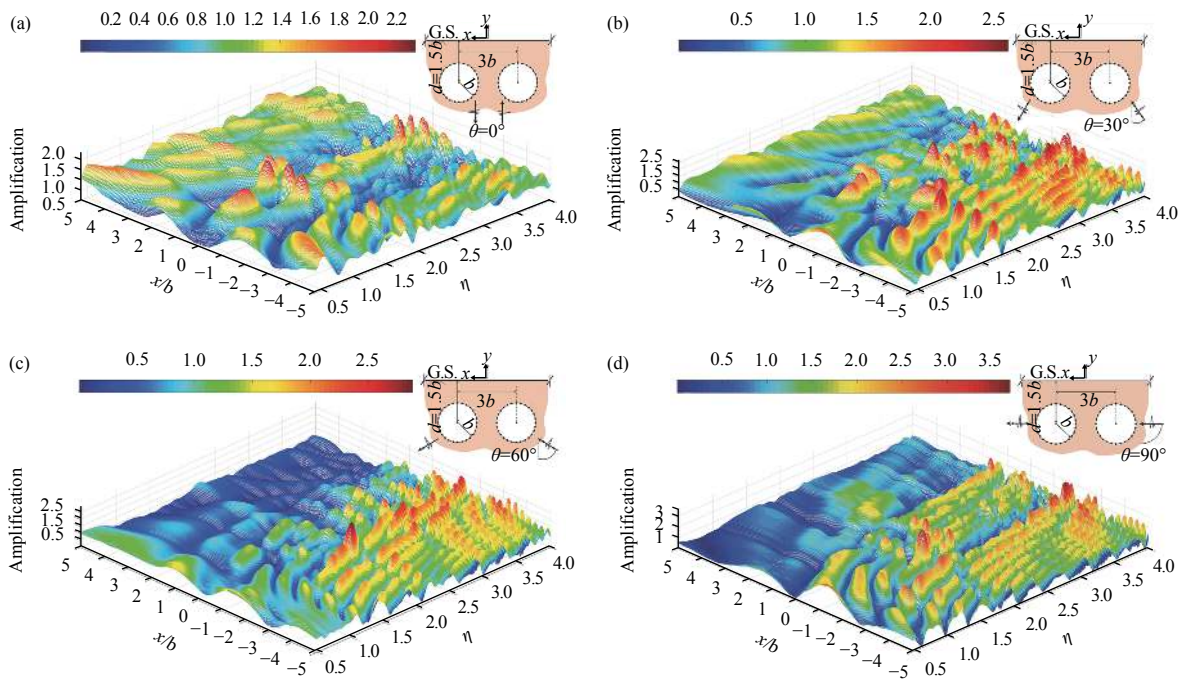 (a)
0.2 0.4 0.6 0.8 1.0 1.2 1.4 1.6 1.8 2.0 2.2
y
G.S. x
3b
d=1.5b
b
θ=0°
Amplification
2.0
1.5
1.0
0.5
5 4 3 2 1 0 −1 −2 −3 −4 −5
x/b
0.5 1.0 1.5 2.0 2.5 3.0 3.5 4.0
η
(b)
0.5 1.0 1.5 2.0 2.5
y
G.S. x
3b
d=1.5b
b
θ=30°
Amplification
2.5
1.5
0.5
5 4 3 2 1 0 −1 −2 −3 −4 −5
x/b
0.5 1.0 1.5 2.0 2.5 3.0 3.5 4.0
η
(c)
0.5 1.0 1.5 2.0 2.5
y
G.S. x
3b
d=1.5b
b
θ=60°
Amplification
2.5
1.5
0.5
5 4 3 2 1 0 −1 −2 −3 −4 −5
x/b
0.5 1.0 1.5 2.0 2.5 3.0 3.5 4.0
η
(d)
0.5 1.0 1.5 2.0 2.5 3.0 3.5
y
G.S. x
3b
d=1.5b
b
θ=90°
Amplification
3
2
1
5 4 3 2 1 0 −1 −2 −3 −4 −5
x/b
0.5 1.0 1.5 2.0 2.5 3.0 3.5 4.0
η